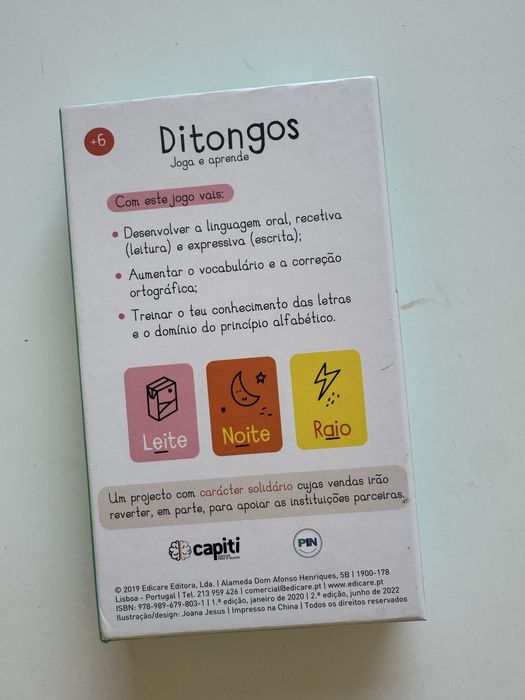 +6
Ditongos
Joga e aprende
Com este jogo vais:
Desenvolver a linguagem oral, recetiva
(leitura) e expressiva (escrita);
Aumentar o vocabulário e a correção
ortográfica;
Treinar o teu conhecimento das letras
e o domínio do princípio alfabético.
Leite
Noite
Raio
Um projecto com carácter solidário cujas vendas irão
reverter, em parte, para apoiar as instituições parceiras.
capiti
PIN
© 2019 Edicare Editora, Lda. | Alameda Dom Afonso Henriques, 5B | 1900-178
Lisboa - Portugal | Tel. 213 959 426 | comercial@edicare.pt | www.edicare.pt
ISBN: 978-989-679-803-1 | 1.ª edição, janeiro de 2020 | 2.ª edição, junho de 2022
Ilustração/design: Joana Jesus | Impresso na China | Todos os direitos reservados